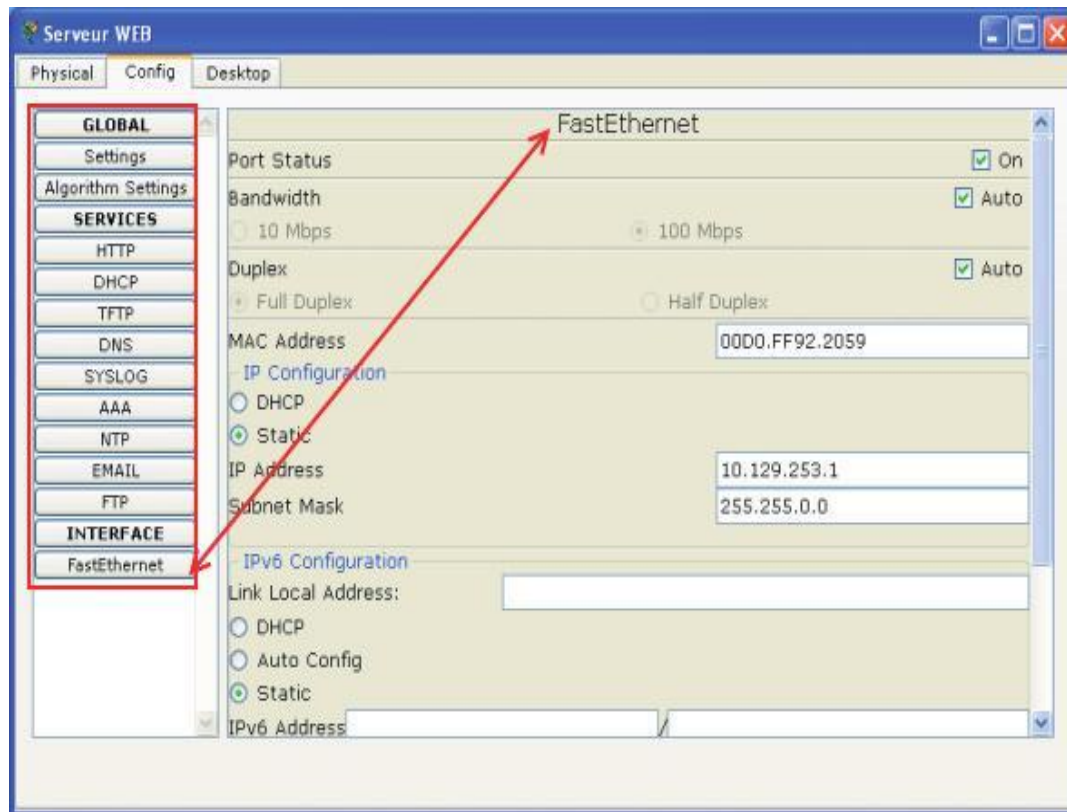 Serveur WEB
Physical Config Desktop
GLOBAL
Settings
Algorithm Settings
SERVICES
HTTP
DHCP
TFTP
DNS
SYSLOG
AAA
NTP
EMAIL
FTP
INTERFACE
FastEthernet
FastEthernet
Port Status On
Bandwidth Auto
10 Mbps 100 Mbps
Duplex Auto
Full Duplex Half Duplex
MAC Address 00D0.FF92.2059
IP Configuration
DHCP
Static
IP Address 10.129.253.1
Subnet Mask 255.255.0.0
IPv6 Configuration
Link Local Address:
DHCP
Auto Config
Static
IPv6 Address /